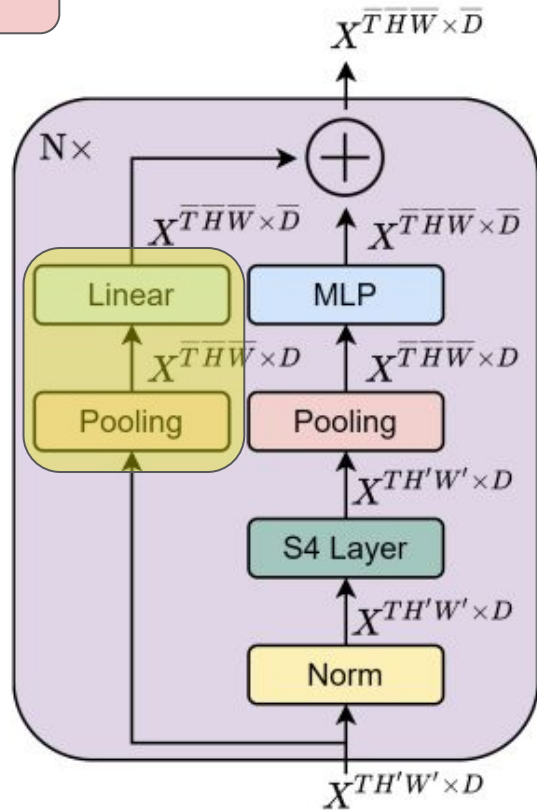 X^{T̅H̅W̅×D̅}
N×
X^{T̅H̅W̅×D̅} X^{T̅H̅W̅×D̅}
Linear MLP
X^{T̅H̅W̅×D} X^{T̅H̅W̅×D}
Pooling Pooling
X^{TH'W'×D}
S4 Layer
X^{TH'W'×D}
Norm
X^{TH'W'×D}